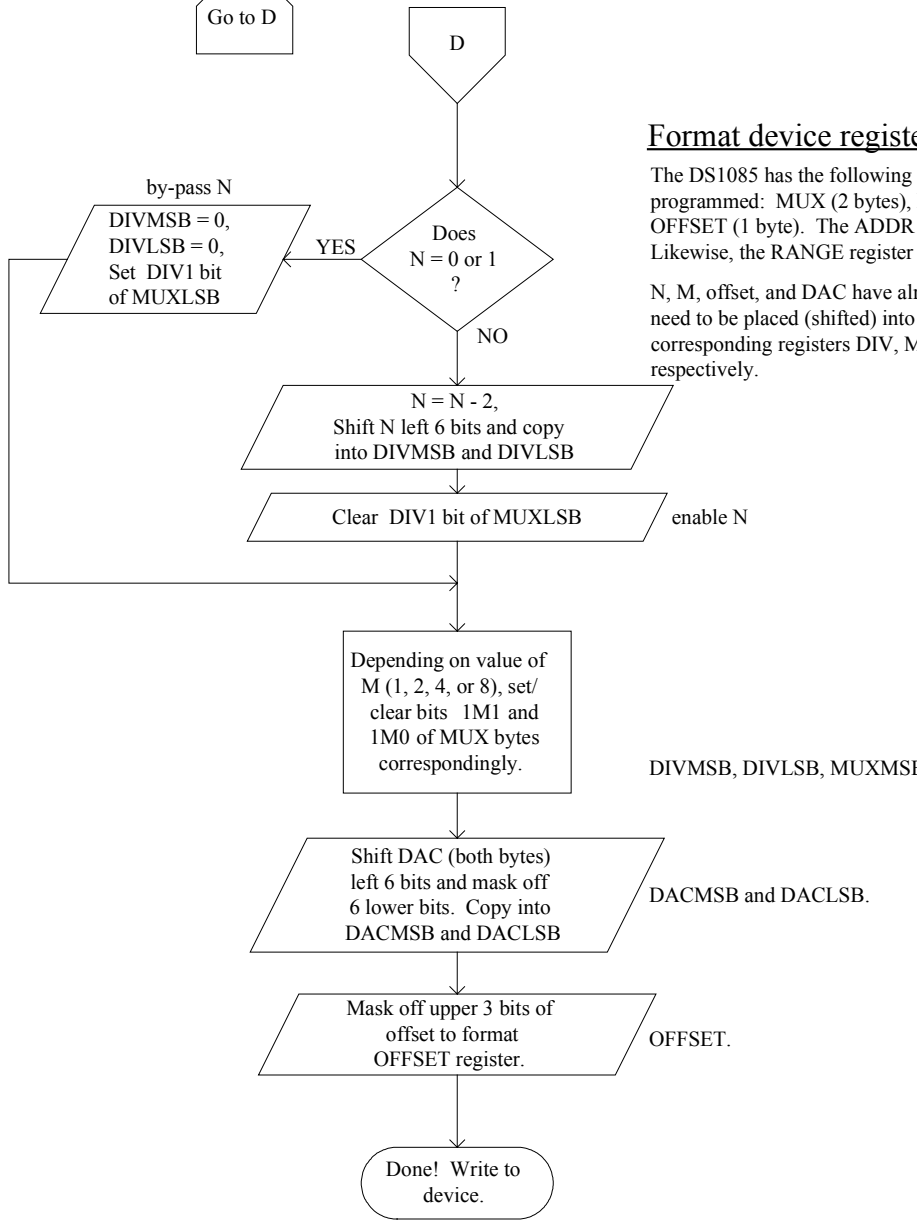 Go to D
D
Format device registe
The DS1085 has the following
programmed: MUX (2 bytes),
OFFSET (1 byte). The ADDR
Likewise, the RANGE register
N, M, offset, and DAC have alr
need to be placed (shifted) into
corresponding registers DIV, M
respectively.
by-pass N
DIVMSB = 0,
DIVLSB = 0,
Set DIV1 bit
of MUXLSB
YES
Does
N = 0 or 1
?
NO
N = N - 2,
Shift N left 6 bits and copy
into DIVMSB and DIVLSB
Clear DIV1 bit of MUXLSB
enable N
Depending on value of
M (1, 2, 4, or 8), set/
clear bits 1M1 and
1M0 of MUX bytes
correspondingly.
DIVMSB, DIVLSB, MUXMSB
Shift DAC (both bytes)
left 6 bits and mask off
6 lower bits. Copy into
DACMSB and DACLSB
DACMSB and DACLSB.
Mask off upper 3 bits of
offset to format
OFFSET register.
OFFSET.
Done! Write to
device.